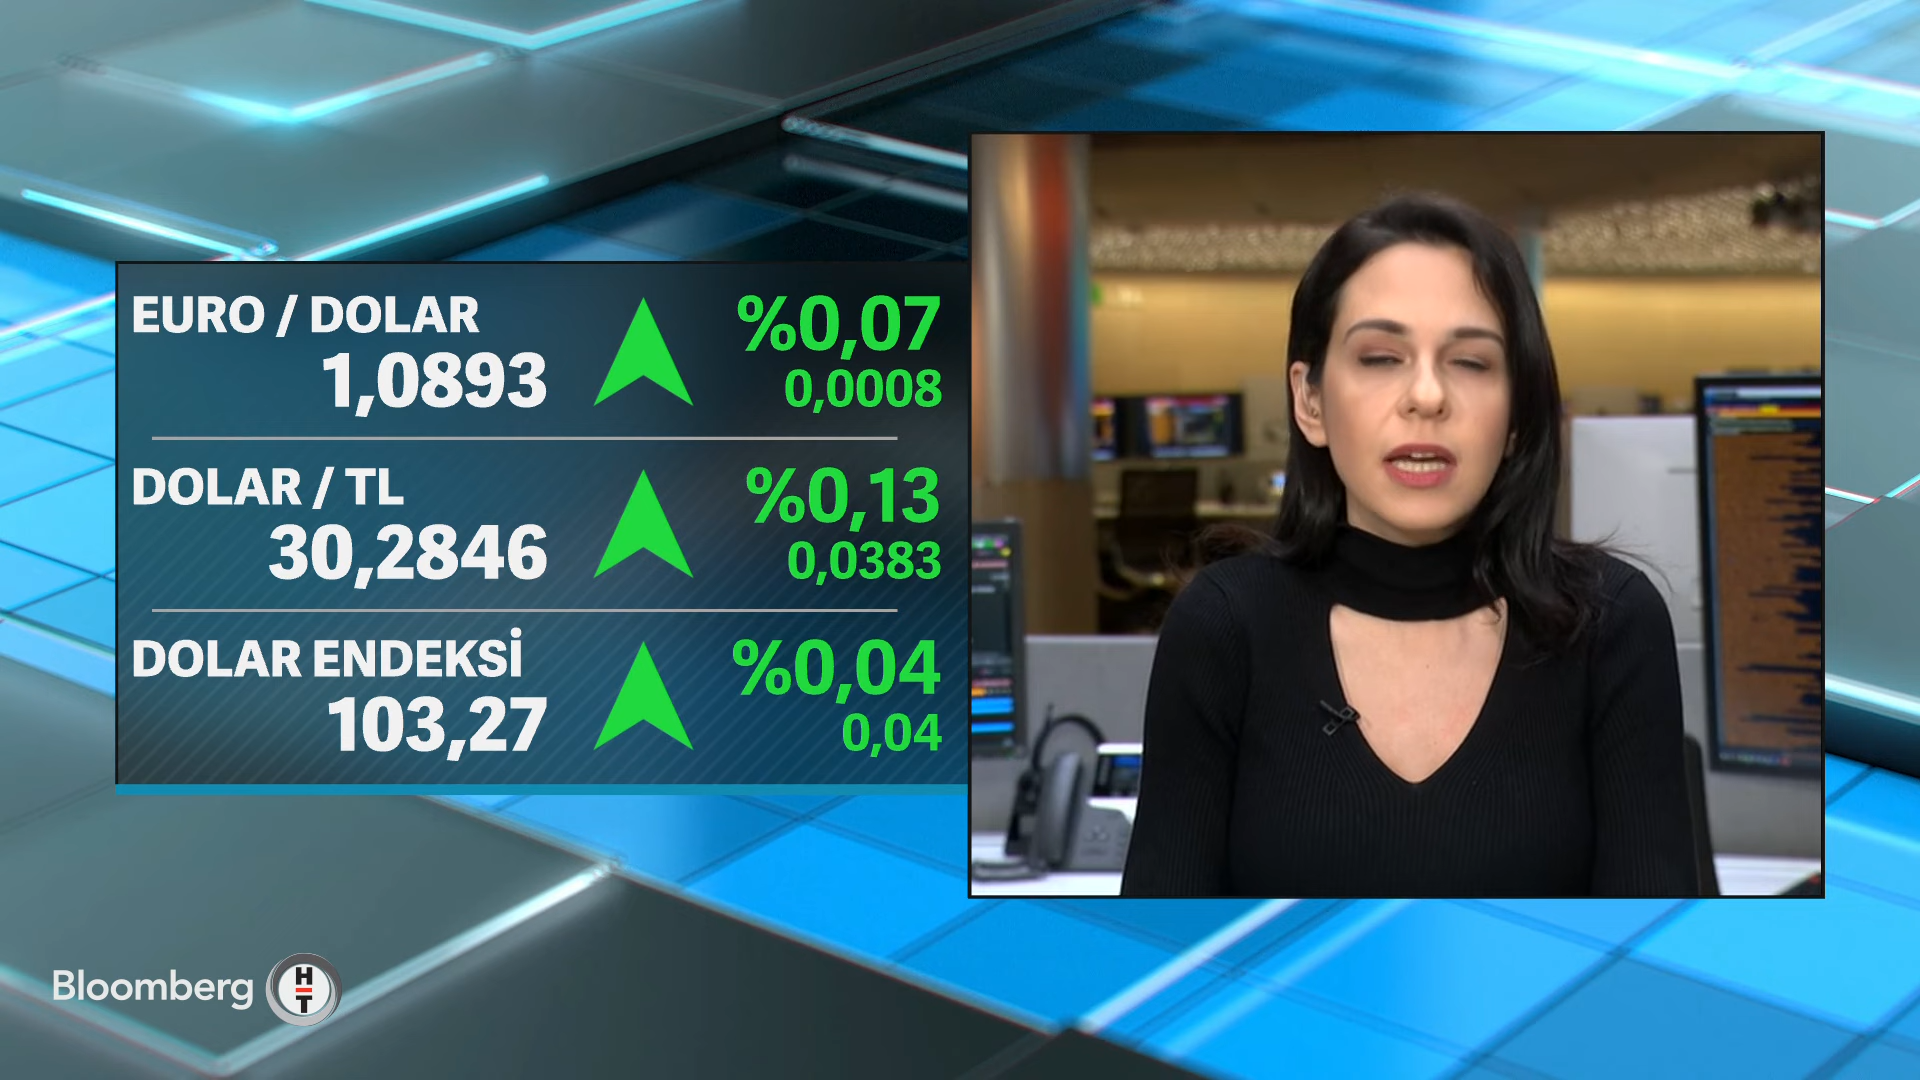 EURO / DOLAR
1,0893
%0,07
0,0008
DOLAR / TL
30,2846
%0,13
0,0383
DOLAR ENDEKSİ
103,27
%0,04
0,04
Bloomberg HT